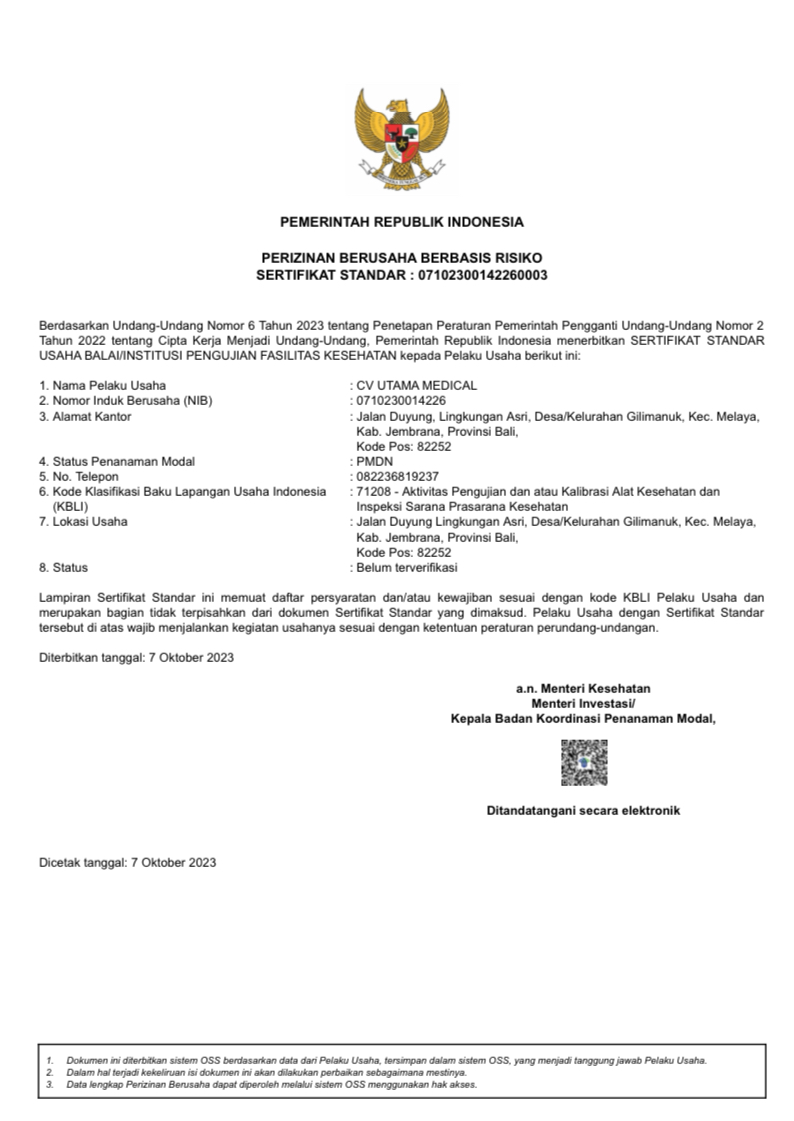 PEMERINTAH REPUBLIK INDONESIA
PERIZINAN BERUSAHA BERBASIS RISIKO
SERTIFIKAT STANDAR : 07102300142260003
Berdasarkan Undang-Undang Nomor 6 Tahun 2023 tentang Penetapan Peraturan Pemerintah Pengganti Undang-Undang Nomor 2
Tahun 2022 tentang Cipta Kerja Menjadi Undang-Undang, Pemerintah Republik Indonesia menerbitkan SERTIFIKAT STANDAR
USAHA BALAI/INSTITUSI PENGUJIAN FASILITAS KESEHATAN kepada Pelaku Usaha berikut ini:
1. Nama Pelaku Usaha : CV UTAMA MEDICAL
2. Nomor Induk Berusaha (NIB) : 0710230014226
3. Alamat Kantor : Jalan Duyung, Lingkungan Asri, Desa/Kelurahan Gilimanuk, Kec. Melaya,
Kab. Jembrana, Provinsi Bali,
Kode Pos: 82252
4. Status Penanaman Modal : PMDN
5. No. Telepon : 082236819237
6. Kode Klasifikasi Baku Lapangan Usaha Indonesia : 71208 - Aktivitas Pengujian dan atau Kalibrasi Alat Kesehatan dan
(KBLI) Inspeksi Sarana Prasarana Kesehatan
7. Lokasi Usaha : Jalan Duyung Lingkungan Asri, Desa/Kelurahan Gilimanuk, Kec. Melaya,
Kab. Jembrana, Provinsi Bali,
Kode Pos: 82252
8. Status : Belum terverifikasi
Lampiran Sertifikat Standar ini memuat daftar persyaratan dan/atau kewajiban sesuai dengan kode KBLI Pelaku Usaha dan
merupakan bagian tidak terpisahkan dari dokumen Sertifikat Standar yang dimaksud. Pelaku Usaha dengan Sertifikat Standar
tersebut di atas wajib menjalankan kegiatan usahanya sesuai dengan ketentuan peraturan perundang-undangan.
Diterbitkan tanggal: 7 Oktober 2023
a.n. Menteri Kesehatan
Menteri Investasi/
Kepala Badan Koordinasi Penanaman Modal,
Ditandatangani secara elektronik
Dicetak tanggal: 7 Oktober 2023
1. Dokumen ini diterbitkan sistem OSS berdasarkan data dari Pelaku Usaha, tersimpan dalam sistem OSS, yang menjadi tanggung jawab Pelaku Usaha.
2. Dalam hal terjadi kekeliruan isi dokumen ini akan dilakukan perbaikan sebagaimana mestinya.
3. Data lengkap Perizinan Berusaha dapat diperoleh melalui sistem OSS menggunakan hak akses.